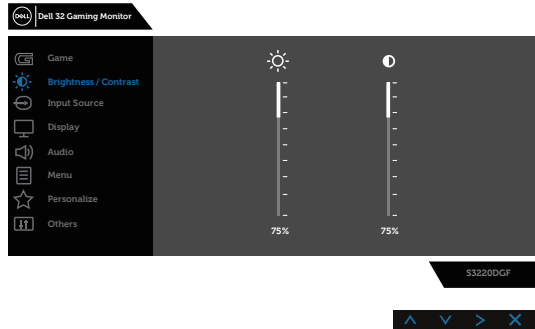 DELL Dell 32 Gaming Monitor
Game
Brightness / Contrast
Input Source
Display
Audio
Menu
Personalize
Others
75% 75%
S3220DGF